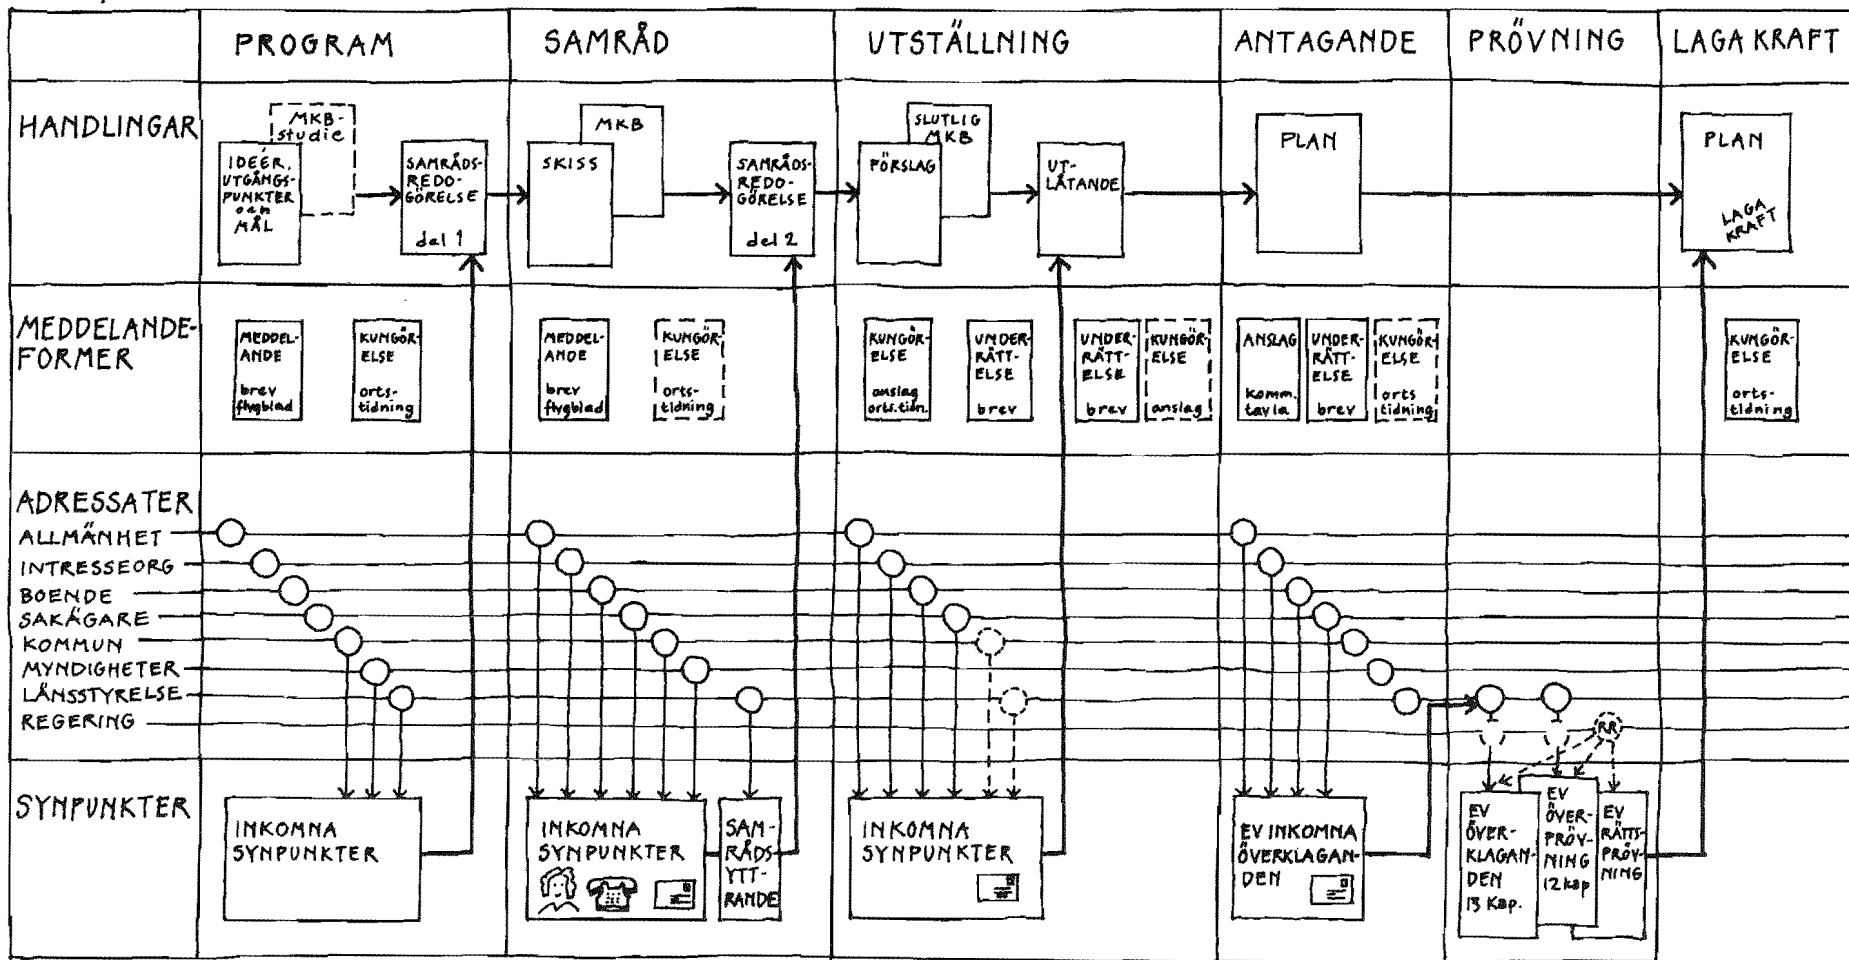 PROGRAM
SAMRÅD
UTSTÄLLNING
ANTAGANDE
PRÖVNING
LAGA KRAFT
HANDLINGAR
MKB-
studie
IDEÉR,
UTGÅNGS-
PUNKTER
och
MÅL
SAMRÅDS-
REDO-
GÖRELSE
del 1
MKB
SKISS
SAMRÅDS-
REDO-
GÖRELSE
del 2
SLUTLIG
MKB
FÖRSLAG
UT-
LÅTANDE
PLAN
PLAN
LAGA
KRAFT
MEDDELANDE-
FORMER
MEDDEL-
ANDE
brev
flygblad
KUNGÖR-
ELSE
orts-
tidning
MEDDEL-
ANDE
brev
flygblad
KUNGÖR-
ELSE
orts-
tidning
KUNGÖR-
ELSE
anslag
orts.tidn.
UNDER-
RÄTT-
ELSE
brev
UNDER-
RÄTT-
ELSE
brev
KUNGÖR-
ELSE
anslag
ANSLAG
komm.
tavla
UNDER-
RÄTT-
ELSE
brev
KUNGÖR-
ELSE
orts
tidning
KUNGÖR-
ELSE
orts-
tidning
ADRESSATER
ALLMÄNHET
INTRESSEORG
BOENDE
SAKÄGARE
KOMMUN
MYNDIGHETER
LÄNSSTYRELSE
REGERING
RR
SYNPUNKTER
INKOMNA
SYNPUNKTER
INKOMNA
SYNPUNKTER
SAM-
RÅDS-
YTT-
RANDE
INKOMNA
SYNPUNKTER
EV INKOMNA
ÖVERKLAGAN-
DEN
EV
ÖVER-
KLAGAN-
DEN
13 Kap.
EV
ÖVER-
PRÖV-
NING
12 kap
EV
RÄTTS-
PRÖV-
NING